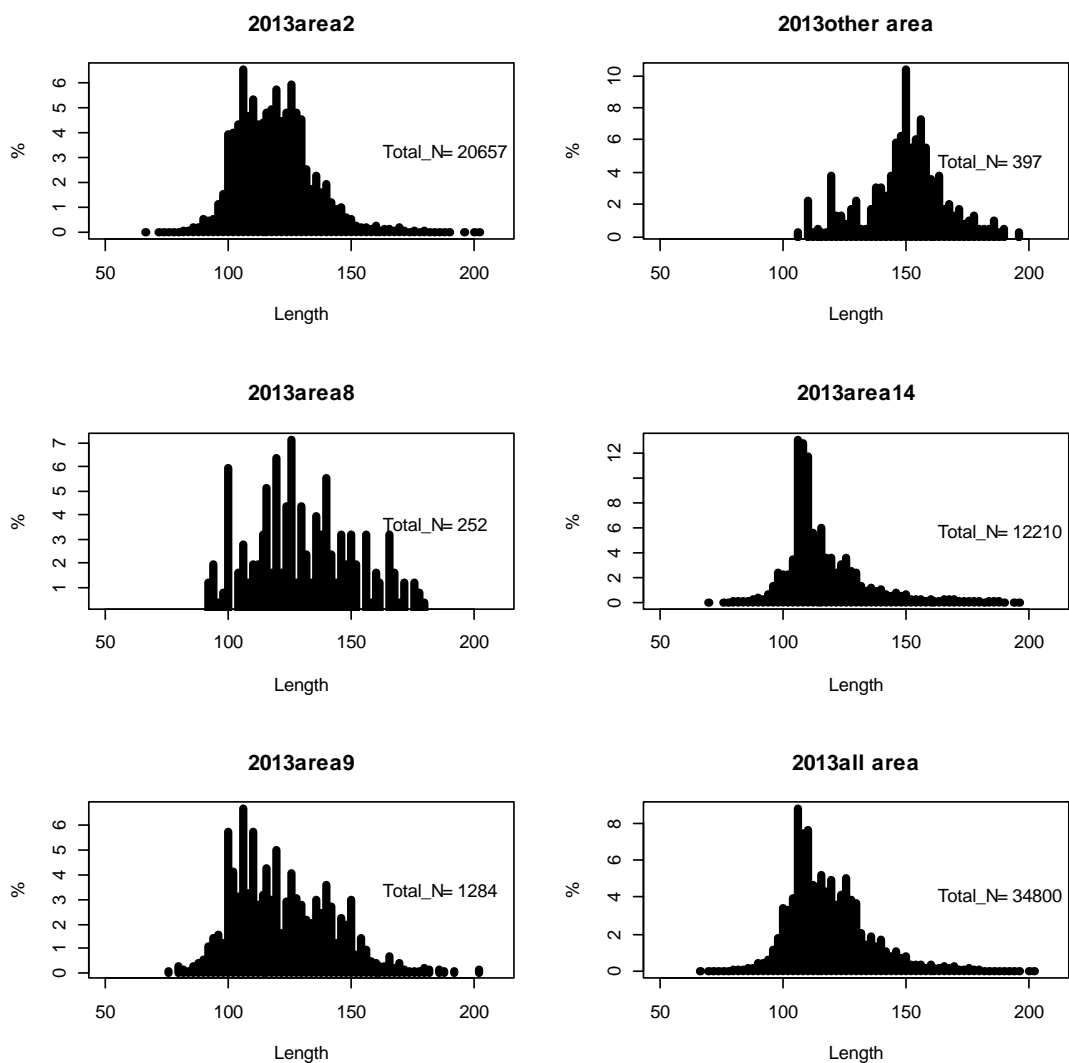 2013area2
%
0 1 2 3 4 5 6
Total_N= 20657
50 100 150 200
Length
2013other area
%
0 2 4 6 8 10
Total_N= 397
50 100 150 200
Length
2013area8
%
1 2 3 4 5 6 7
Total_N= 252
50 100 150 200
Length
2013area14
%
0 2 4 6 8 12
Total_N= 12210
50 100 150 200
Length
2013area9
%
0 1 2 3 4 5 6
Total_N= 1284
50 100 150 200
Length
2013all area
%
0 2 4 6 8
Total_N= 34800
50 100 150 200
Length